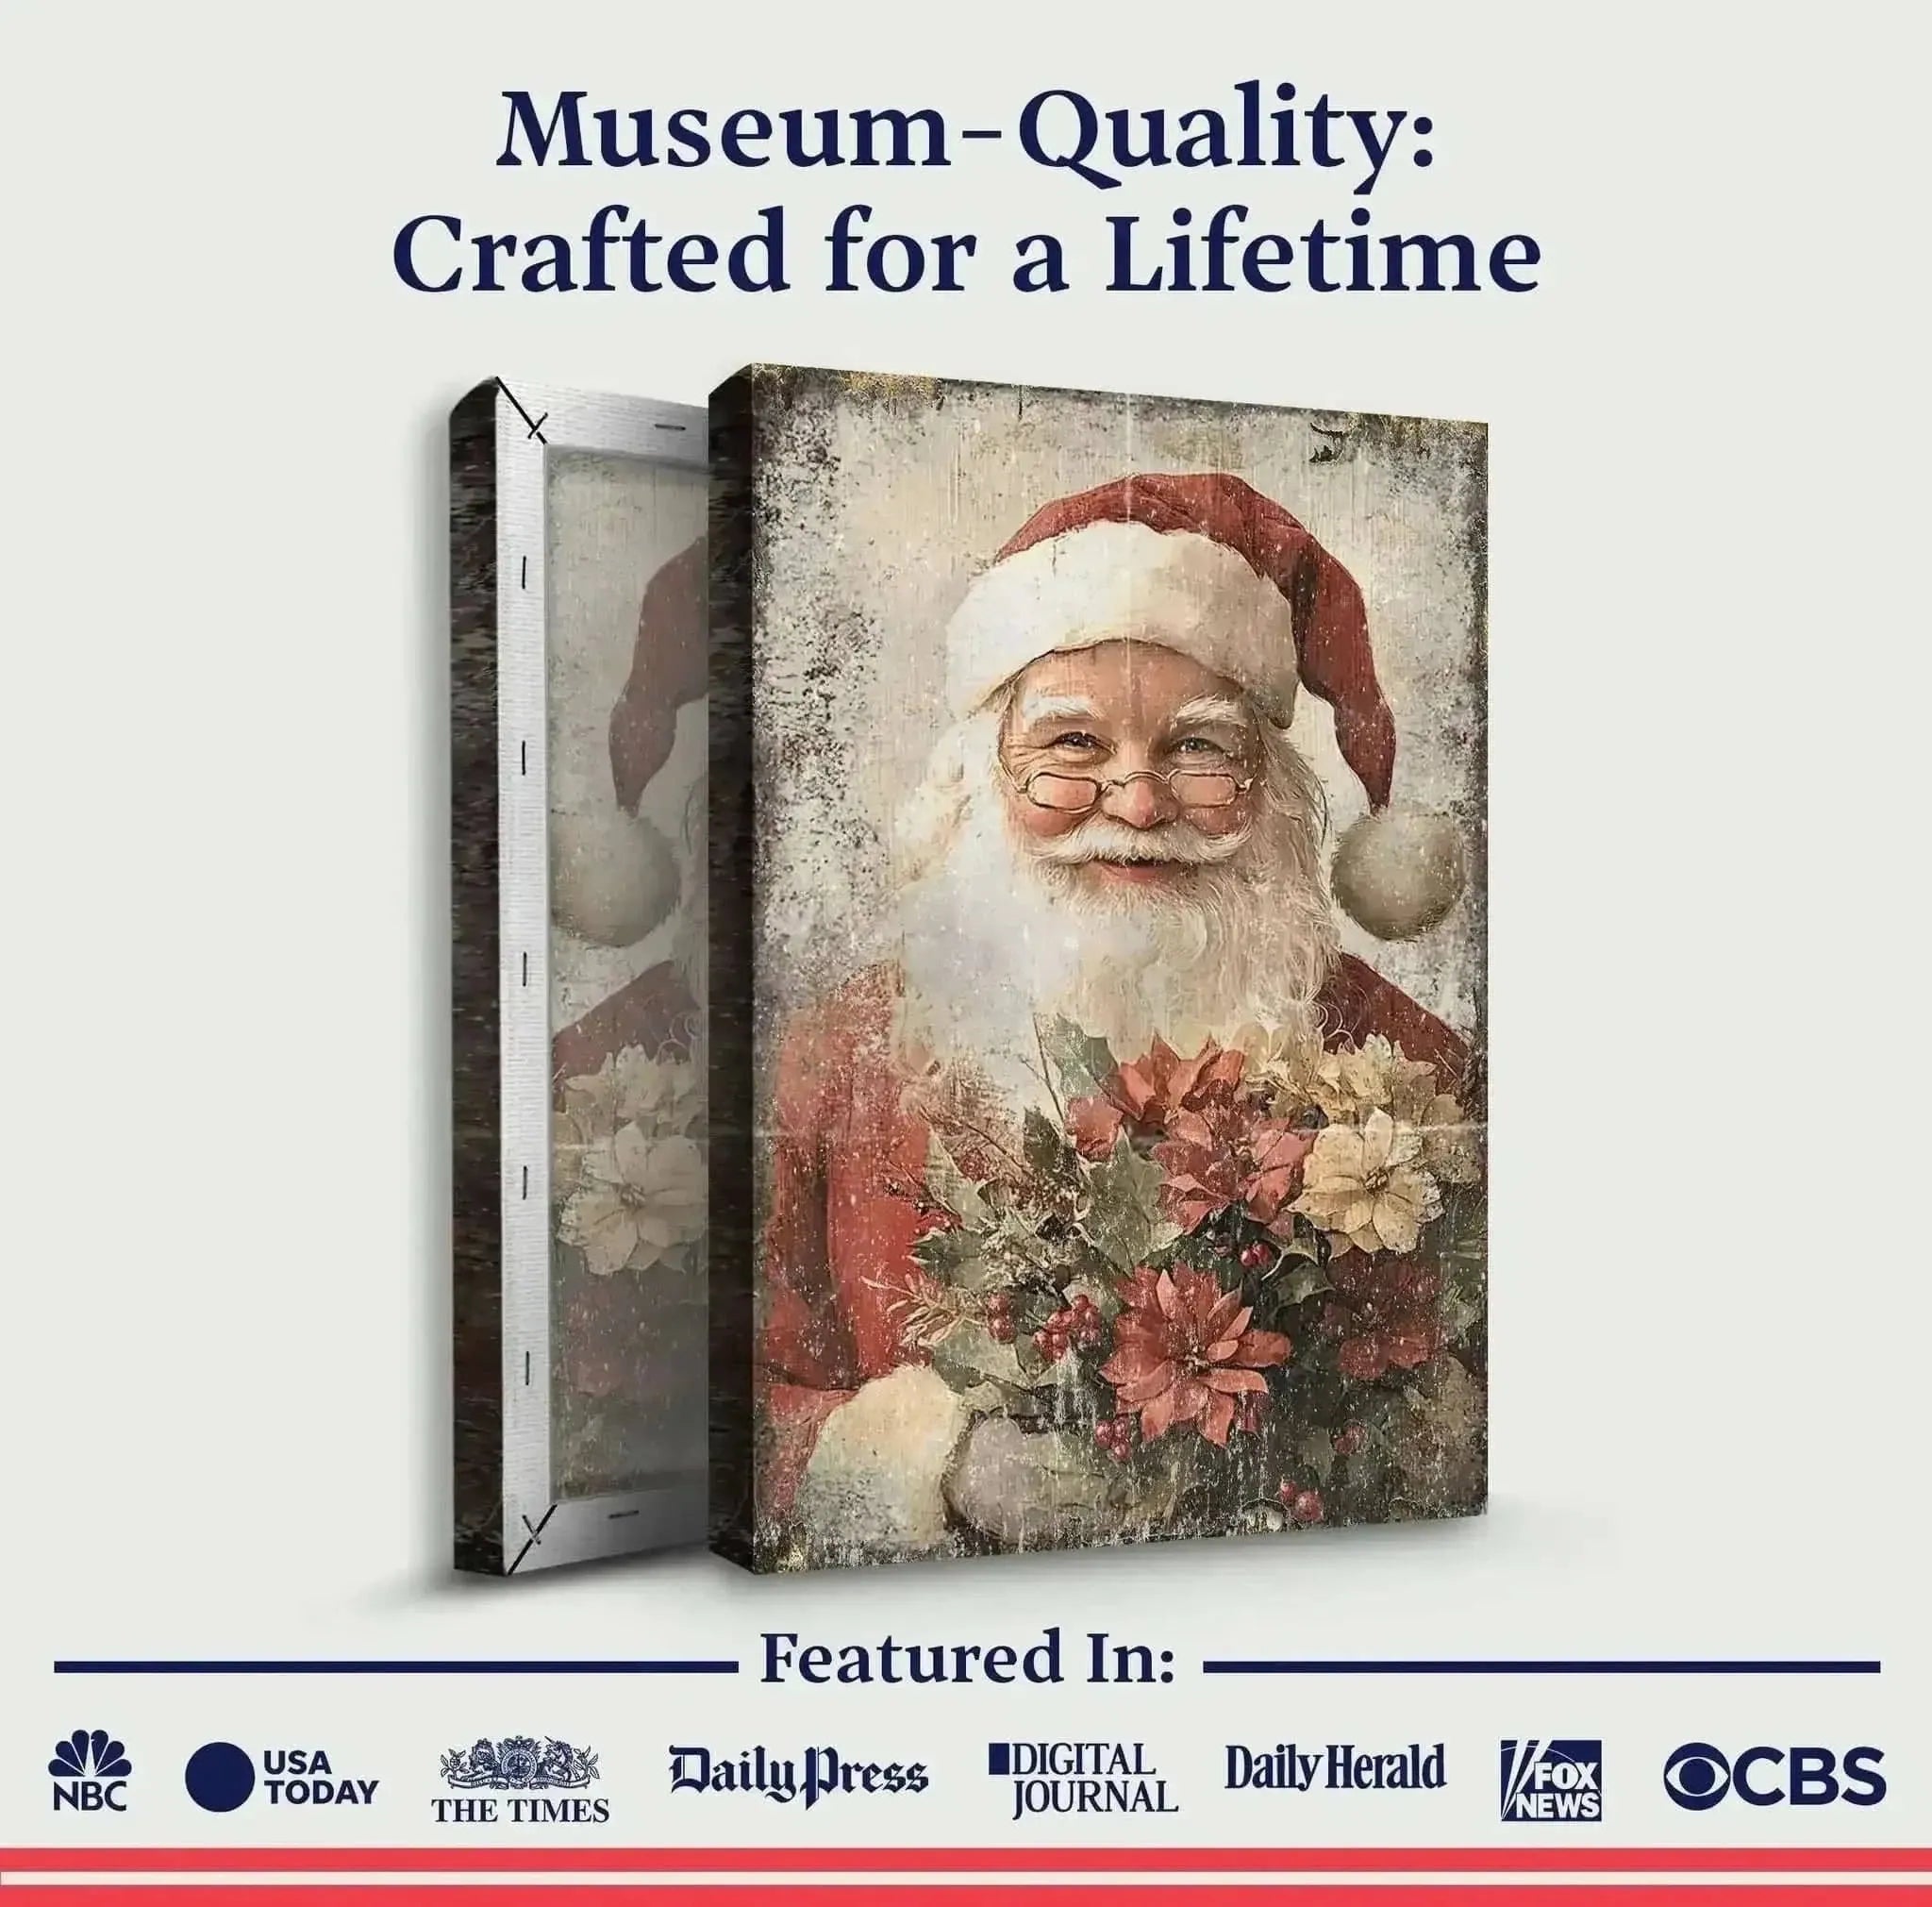 Museum-Quality:
Crafted for a Lifetime
Featured In:
NBC
USA
TODAY
THE TIMES
Daily Press
DIGITAL
JOURNAL
Daily Herald
FOX
NEWS
CBS